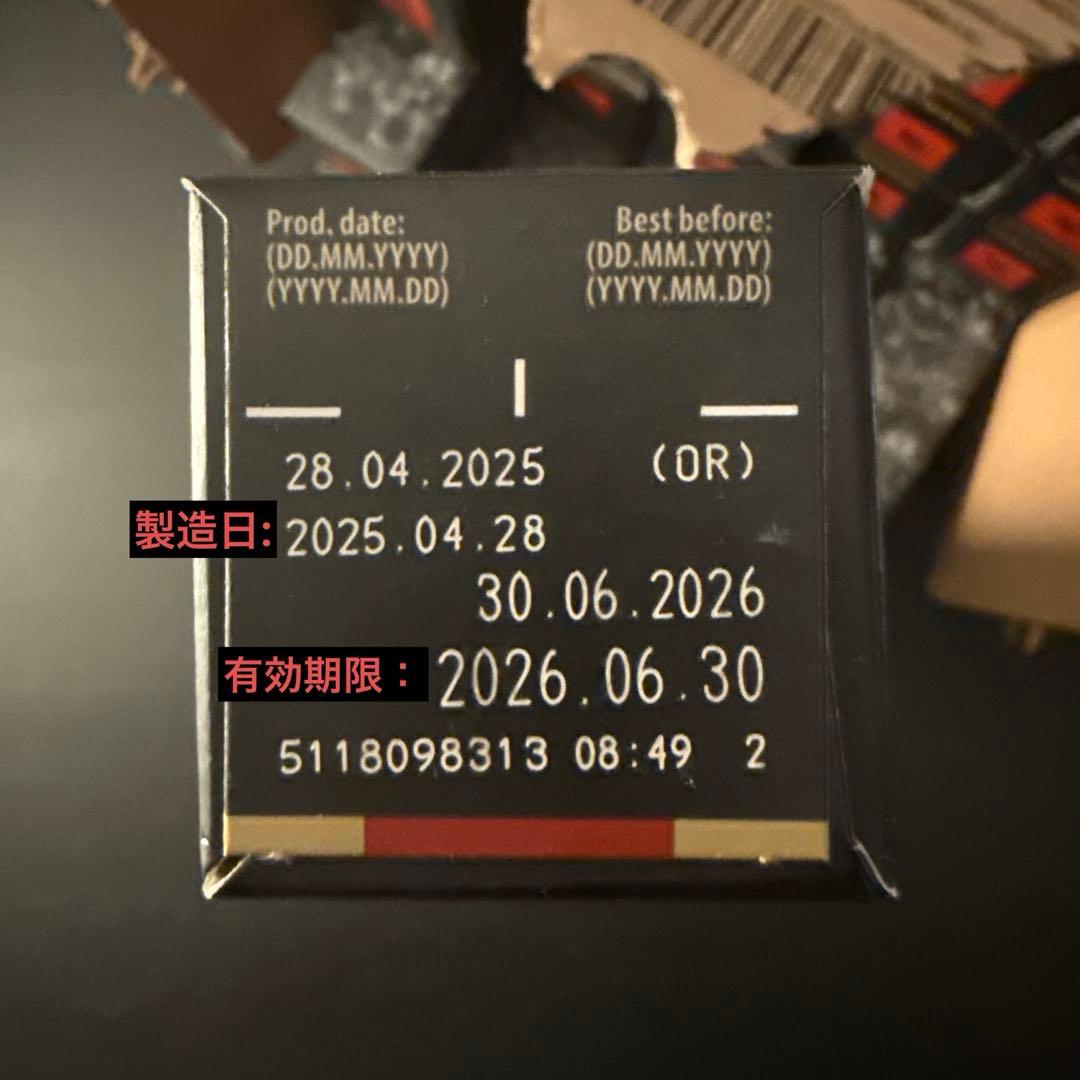 Prod. date:
(DD.MM.YYYY)
(YYYY.MM.DD)
Best before:
(DD.MM.YYYY)
(YYYY.MM.DD)
28.04.2025 (OR)
製造日: 2025.04.28
30.06.2026
有効期限： 2026.06.30
5118098313 08:49 2